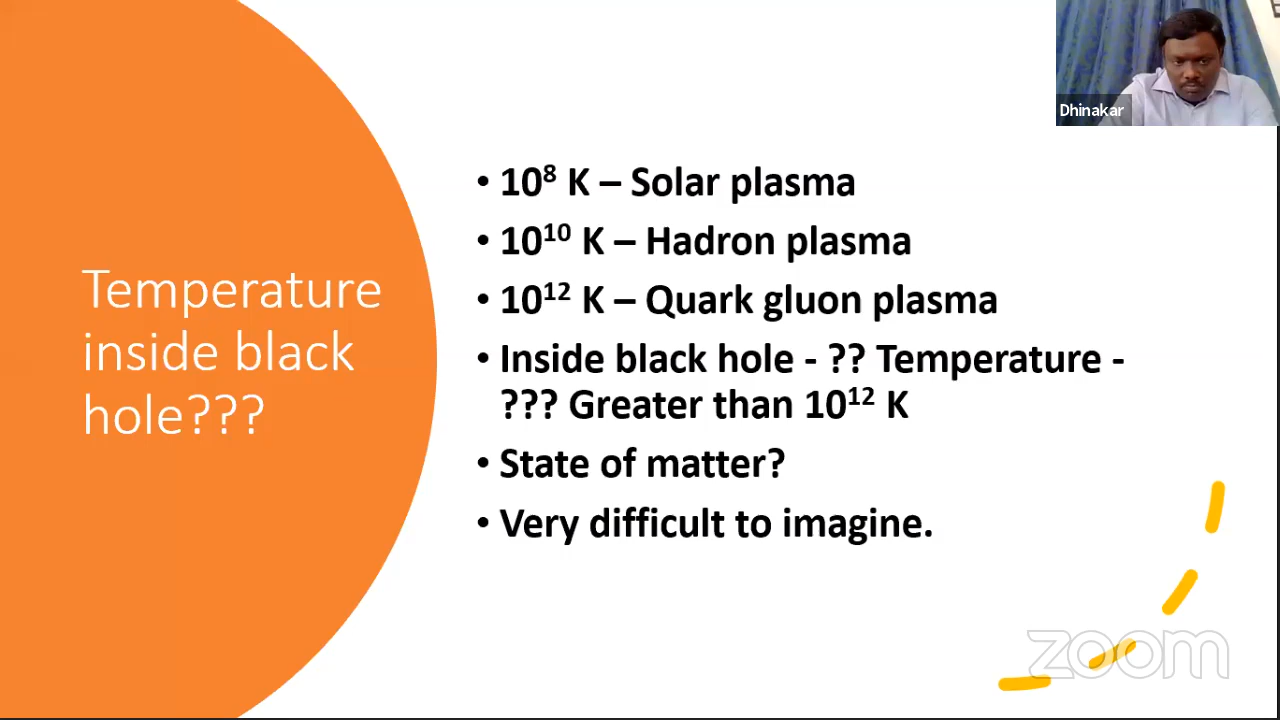 Dhinakar
Temperature
inside black
hole???
• 10⁸ K – Solar plasma
• 10¹⁰ K – Hadron plasma
• 10¹² K – Quark gluon plasma
• Inside black hole - ?? Temperature -
??? Greater than 10¹² K
• State of matter?
• Very difficult to imagine.
zoom